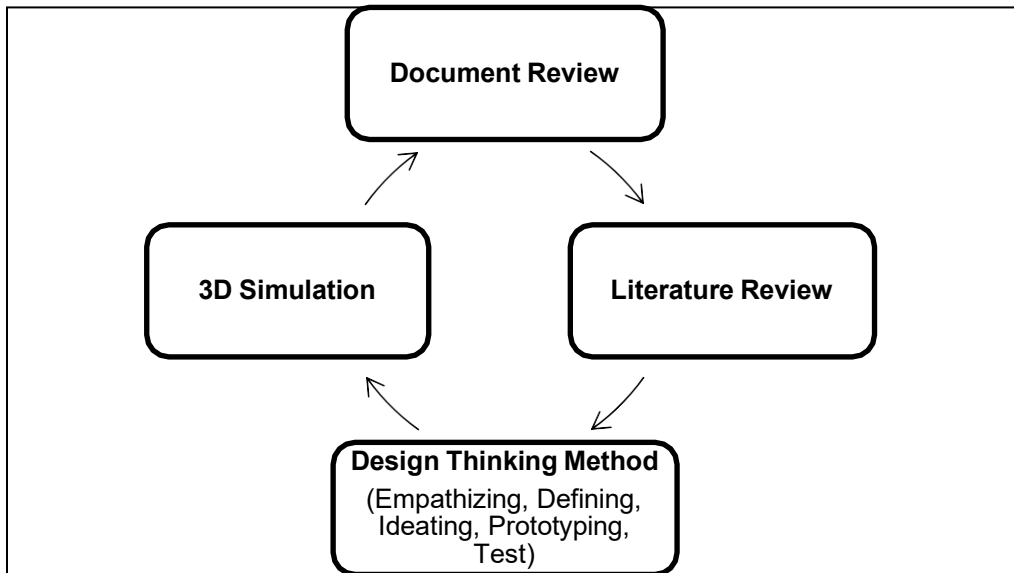 Document Review
3D Simulation
Literature Review
Design Thinking Method
(Empathizing, Defining,
Ideating, Prototyping,
Test)